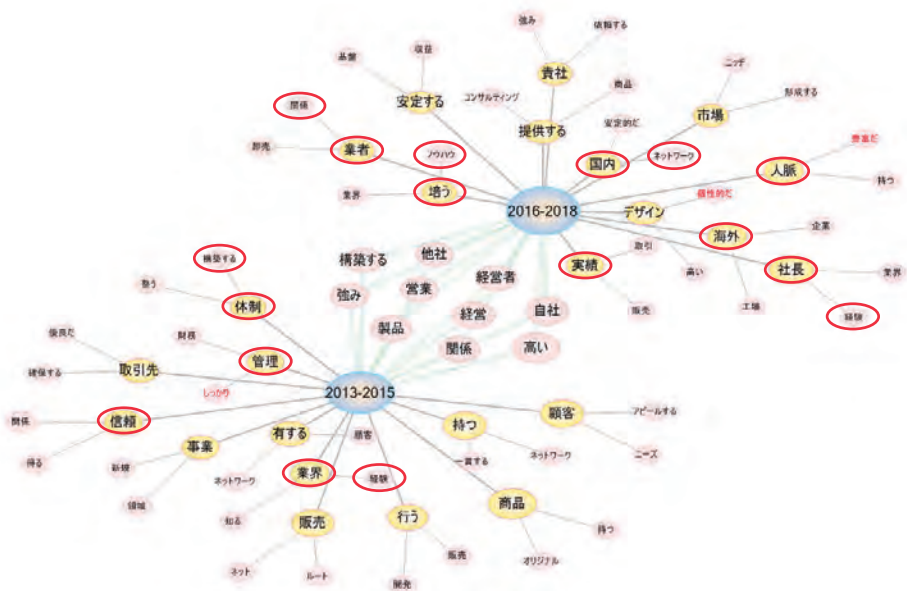 強み
依頼する
収益
貴社
ニッチ
基盤
商品
形成する
安定する
コンサルティング
市場
関係
提供する
安定的だ
豊富だ
業者
ノウハウ
国内
ネットワーク
人脈
卸売
個性的だ
持つ
業界
培う
2016-2018
デザイン
海外
企業
構築する
構築する
他社
取引
実績
社長
業界
経営者
高い
整う
強み
営業
体制
経営
自社
販売
工場
経験
財務
製品
役員だ
関係
高い
確保する
取引先
管理
しっかり
2013-2015
顧客
アピールする
関係
信頼
持つ
事業
有する
顧客
得る
新規
一貫する
ネットワーク
ニーズ
ネットワーク
業界
経験
領域
商品
知る
販売
行う
持つ
販売
オリジナル
ネット
ルート
開発